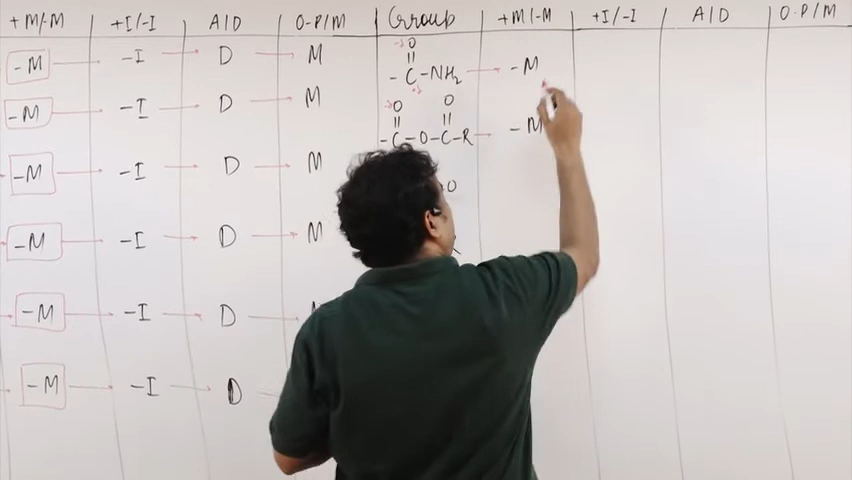 +M/-M +I/-I A/D O-P/M Group +M/-M +I/-I A/D O-P/M
-M -I D M
O
||
-C-NH₂ -M
-M -I D M
O O
|| ||
-C-O-C-R -M
-M -I D M
O
-M -I D M
-M -I D
-M -I D